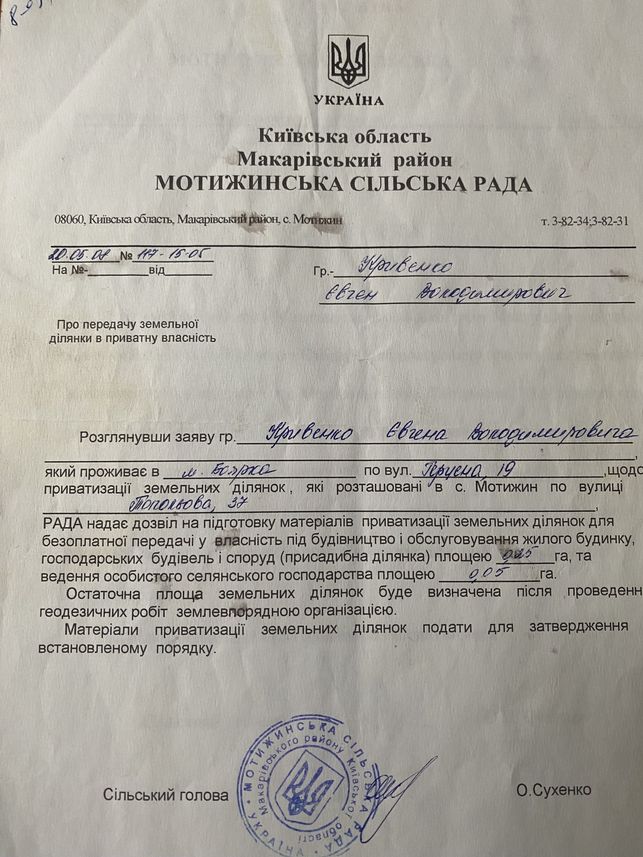 УКРАЇНА
Київська область
Макарівський район
МОТИЖИНСЬКА СІЛЬСЬКА РАДА
08060, Київська область, Макарівський район, с. Мотижин т. 3-82-34;3-82-31
20.05.08 № 117-15-05
На №- від Гр.- Кривенко
Євген Володимирович
Про передачу земельної
ділянки в приватну власність
Розглянувши заяву гр. Кривенко Євгена Володимировича
,
який проживає в м. Боярка по вул. 19 ,щодо
приватизації земельних ділянок, які розташовані в с. Мотижин по вулиці
Топольова, 37 ,
РАДА надає дозвіл на підготовку матеріалів приватизації земельних ділянок для
безоплатної передачі у власність під будівництво і обслуговування жилого будинку,
господарських будівель і споруд (присадибна ділянка) площею 0,25 га, та
ведення особистого селянського господарства площею 0,05 га.
Остаточна площа земельних ділянок буде визначена після проведенн
геодезичних робіт землевпорядною організацією.
Матеріали приватизації земельних ділянок подати для затвердження
встановленому порядку.
Сільський голова О.Сухенко
МОТИЖИНСЬКА СІЛЬСЬКА РАДА
Макарівського району Київської області
УКРАЇНА